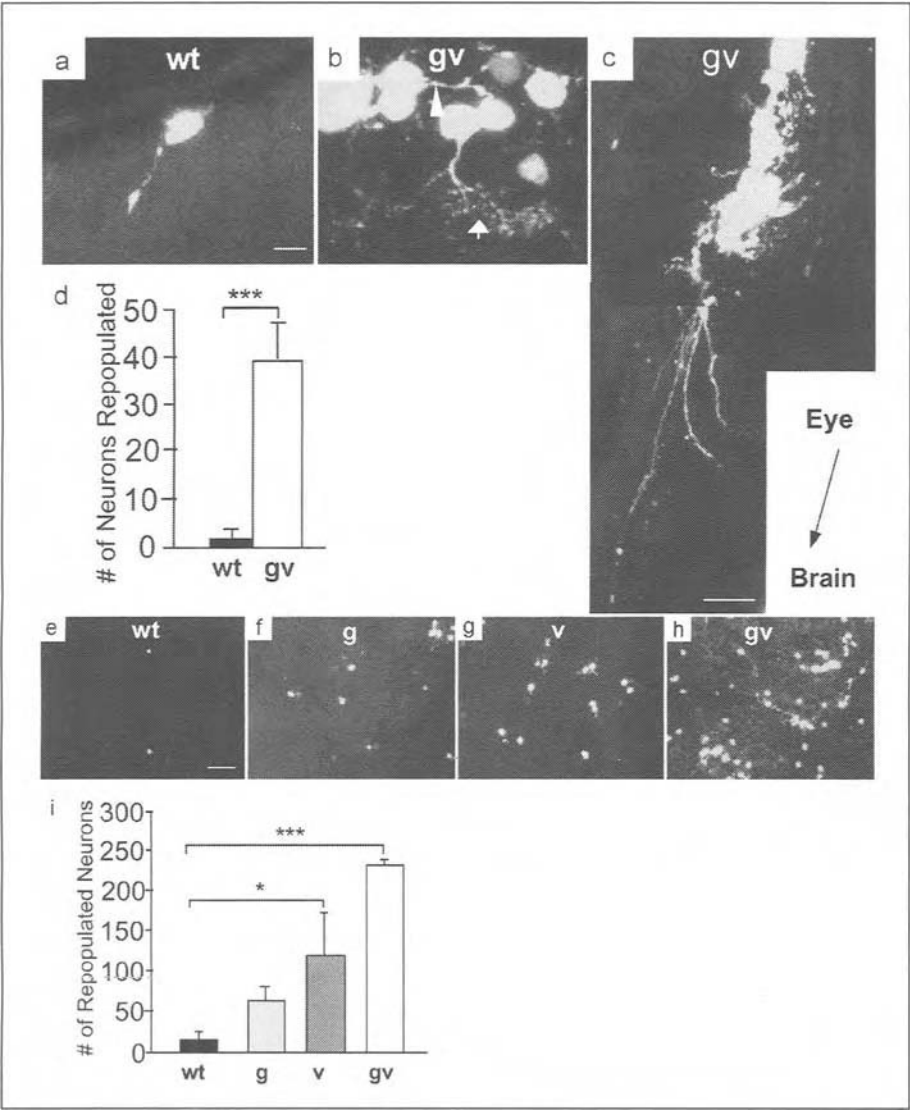 a wt
b gv
c gv
d
***
# of Neurons Repopulated
50
40
30
20
10
0
wt gv
Eye
Brain
e wt
f g
g v
h gv
i
# of Repopulated Neurons
300
250
200
150
100
50
0
***
*
wt g v gv